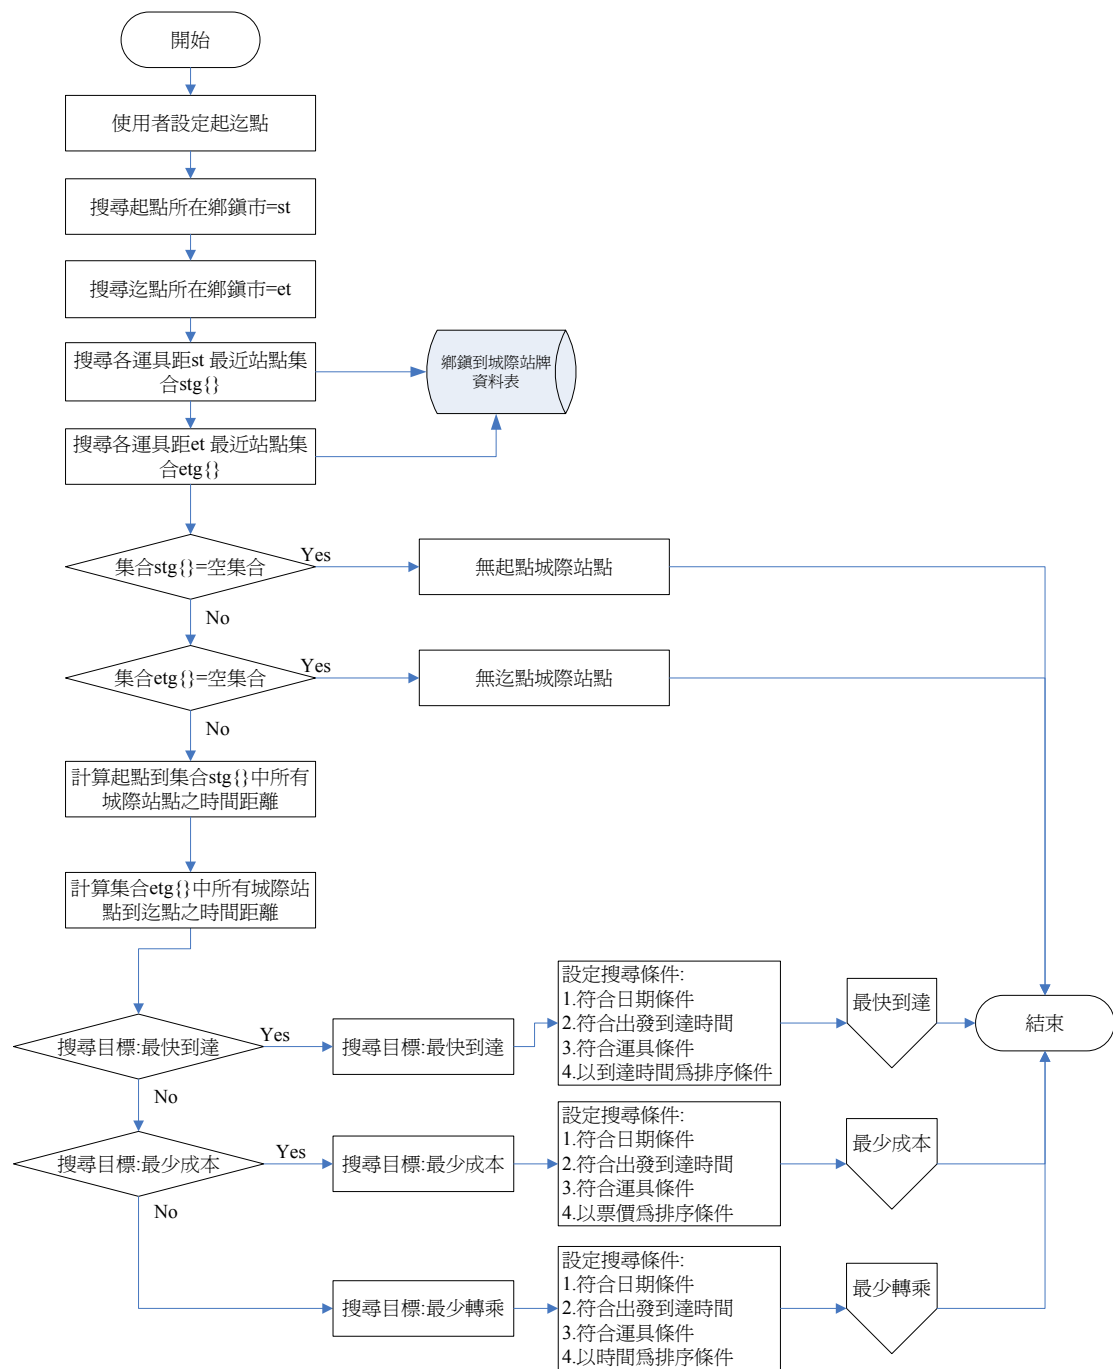 開始
使用者設定起迄點
搜尋起點所在鄉鎮市=st
搜尋迄點所在鄉鎮市=et
搜尋各運具距st 最近站點集
合stg{}
鄉鎮到城際站牌
資料表
搜尋各運具距et 最近站點集
合etg{}
集合stg{}=空集合
Yes
無起點城際站點
No
集合etg{}=空集合
Yes
無迄點城際站點
No
計算起點到集合stg{}中所有
城際站點之時間距離
計算集合etg{}中所有城際站
點到迄點之時間距離
搜尋目標:最快到達
Yes
搜尋目標:最快到達
設定搜尋條件:
1.符合日期條件
2.符合出發到達時間
3.符合運具條件
4.以到達時間爲排序條件
最快到達
結束
No
搜尋目標:最少成本
Yes
搜尋目標:最少成本
設定搜尋條件:
1.符合日期條件
2.符合出發到達時間
3.符合運具條件
4.以票價爲排序條件
最少成本
No
搜尋目標:最少轉乘
設定搜尋條件:
1.符合日期條件
2.符合出發到達時間
3.符合運具條件
4.以時間爲排序條件
最少轉乘